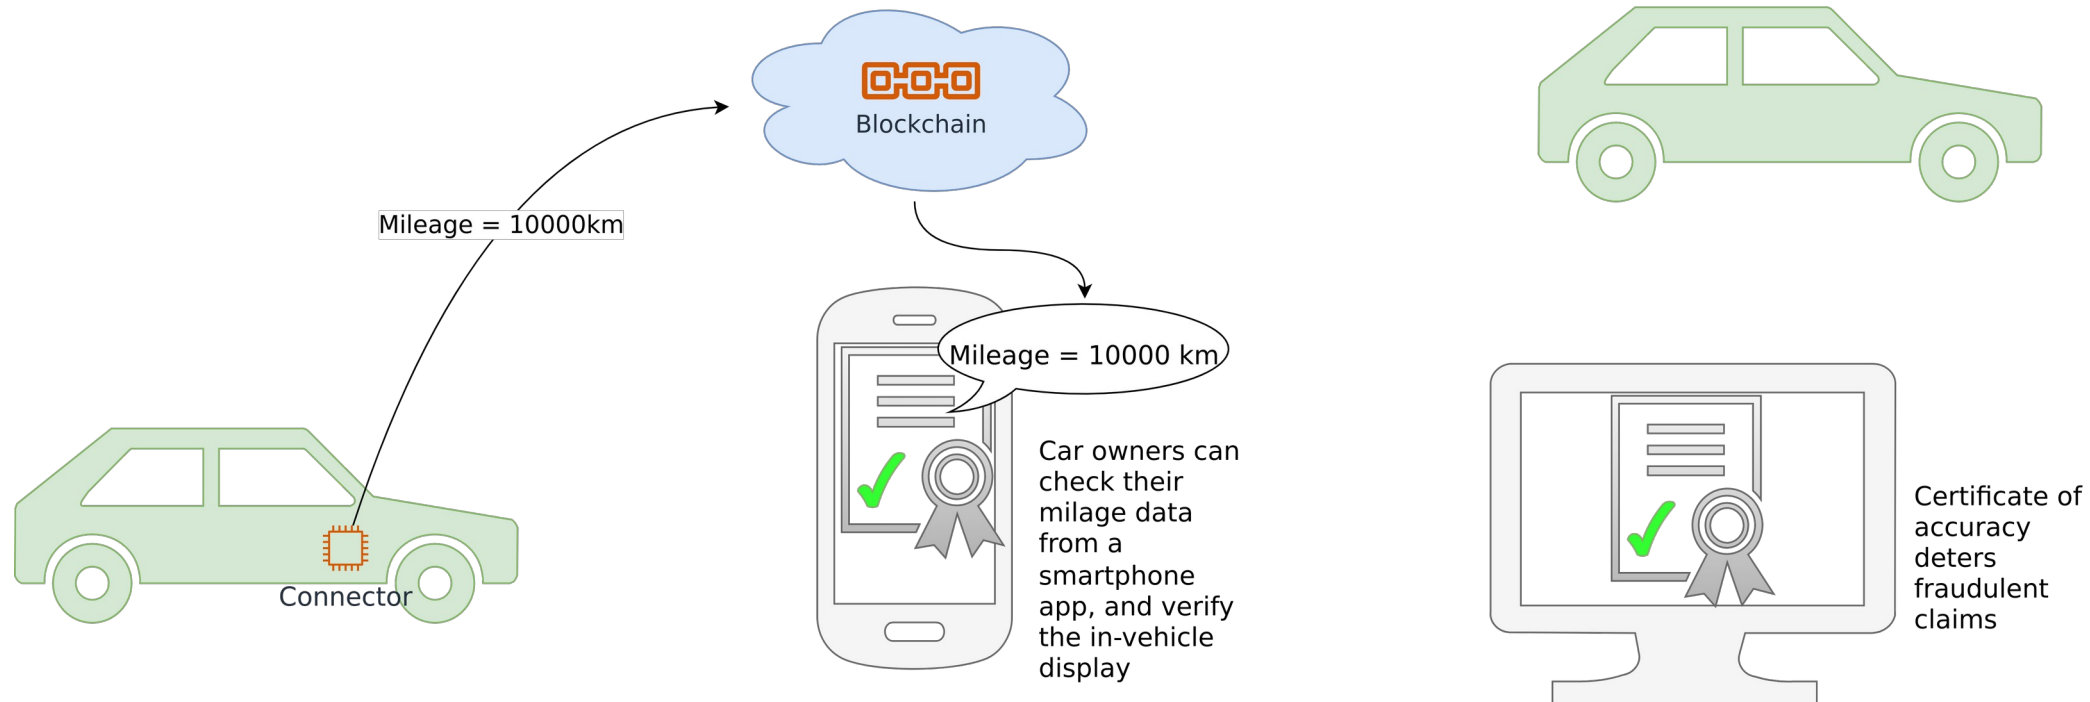 Blockchain
Mileage = 10000km
Mileage = 10000 km
Connector
Car owners can
check their
milage data
from a
smartphone
app, and verify
the in-vehicle
display
Certificate of
accuracy
deters
fraudulent
claims